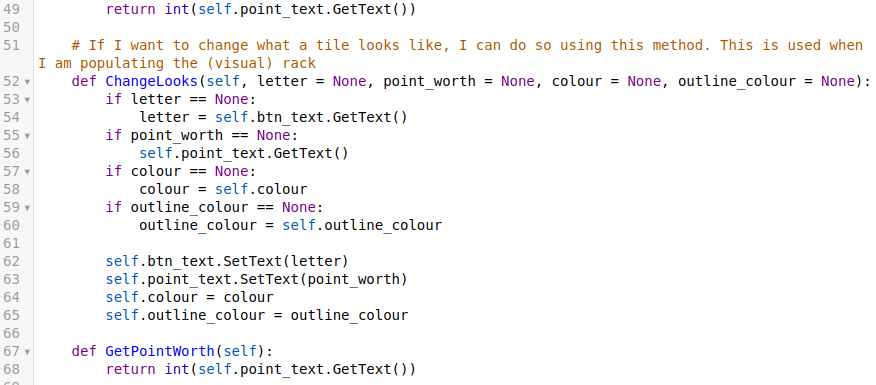 49 return int(self.point_text.GetText())
50
51 # If I want to change what a tile looks like, I can do so using this method. This is used when
I am populating the (visual) rack
52 def ChangeLooks(self, letter = None, point_worth = None, colour = None, outline_colour = None):
53 if letter == None:
54 letter = self.btn_text.GetText()
55 if point_worth == None:
56 self.point_text.GetText()
57 if colour == None:
58 colour = self.colour
59 if outline_colour == None:
60 outline_colour = self.outline_colour
61
62 self.btn_text.SetText(letter)
63 self.point_text.SetText(point_worth)
64 self.colour = colour
65 self.outline_colour = outline_colour
66
67 def GetPointWorth(self):
68 return int(self.point_text.GetText())